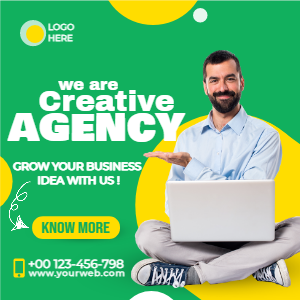 LOGO
HERE
we are
Creative
AGENCY
GROW YOUR BUSINESS
IDEA WITH US !
KNOW MORE
+00 123-456-798
www.yourweb.com